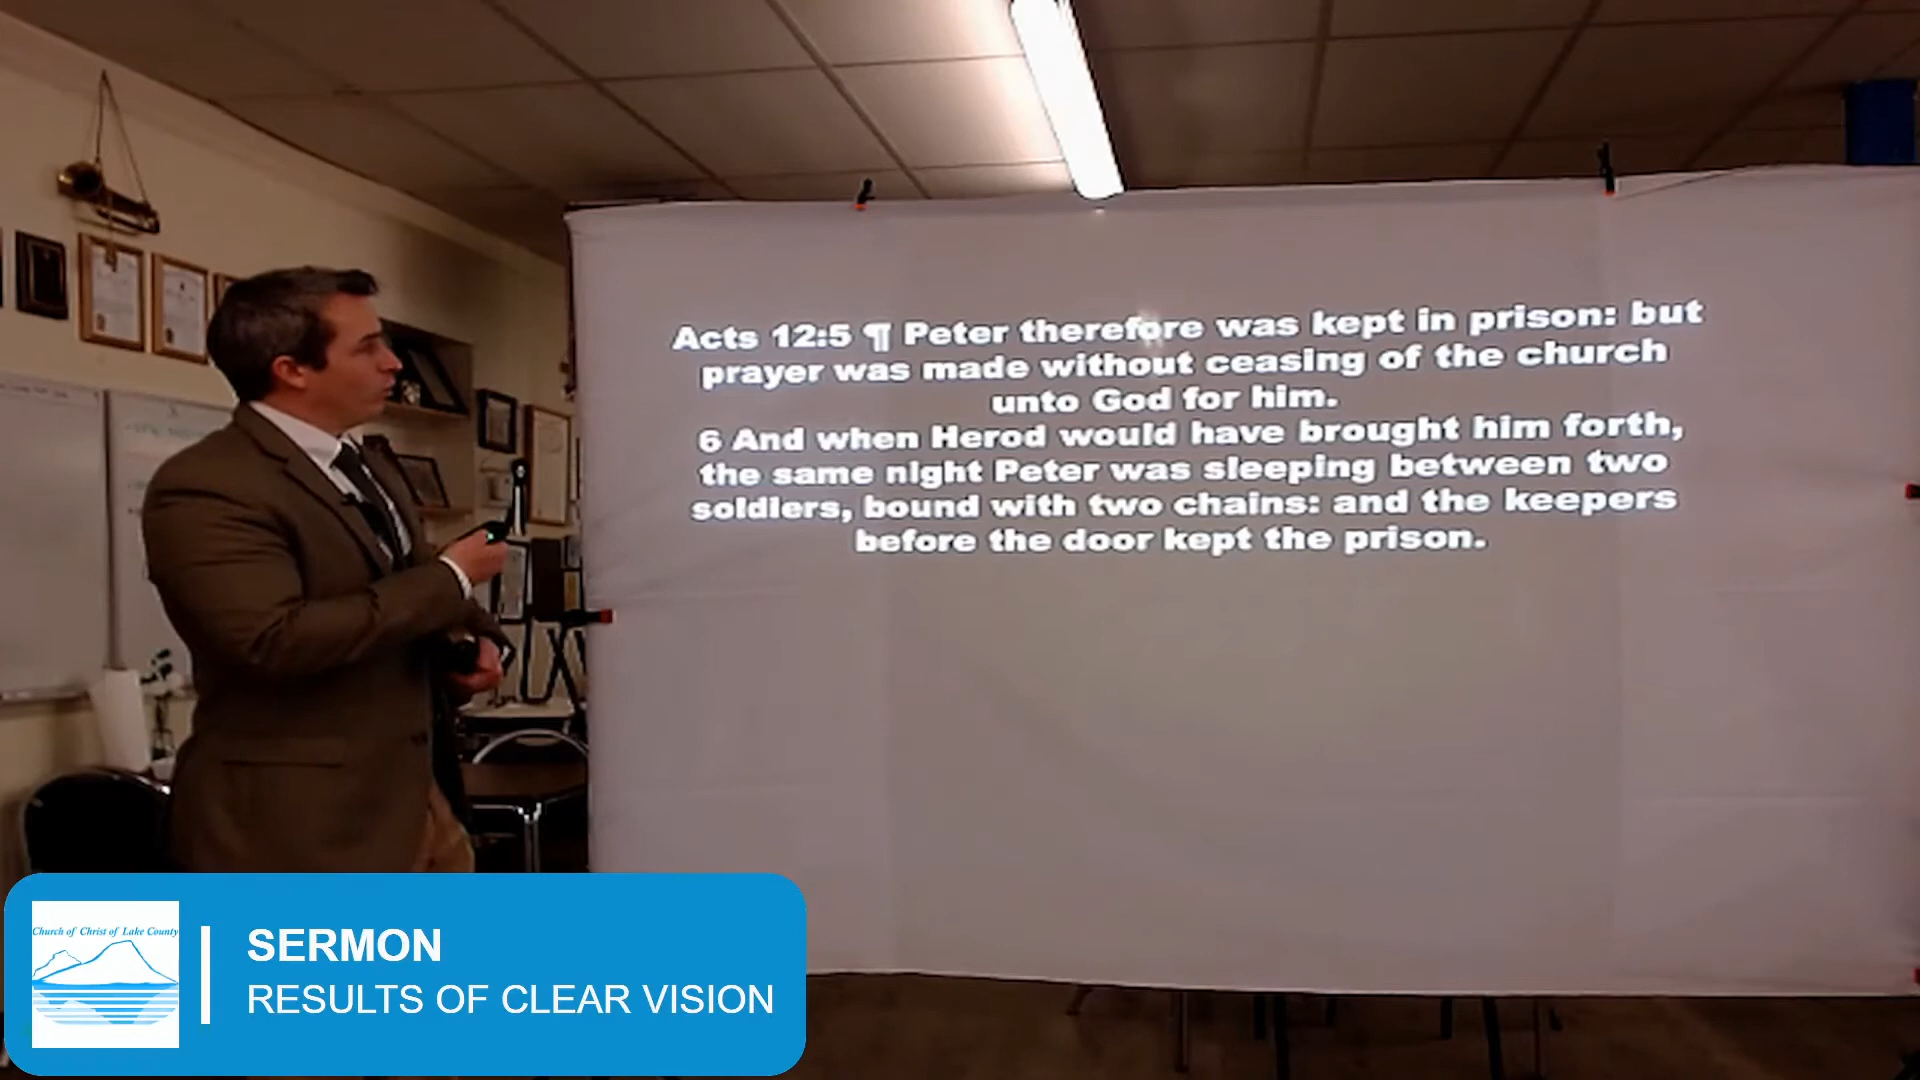 Acts 12:5 ¶ Peter therefore was kept in prison: but
prayer was made without ceasing of the church
unto God for him.
6 And when Herod would have brought him forth,
the same night Peter was sleeping between two
soldiers, bound with two chains: and the keepers
before the door kept the prison.
Church of Christ of Lake County
SERMON
RESULTS OF CLEAR VISION